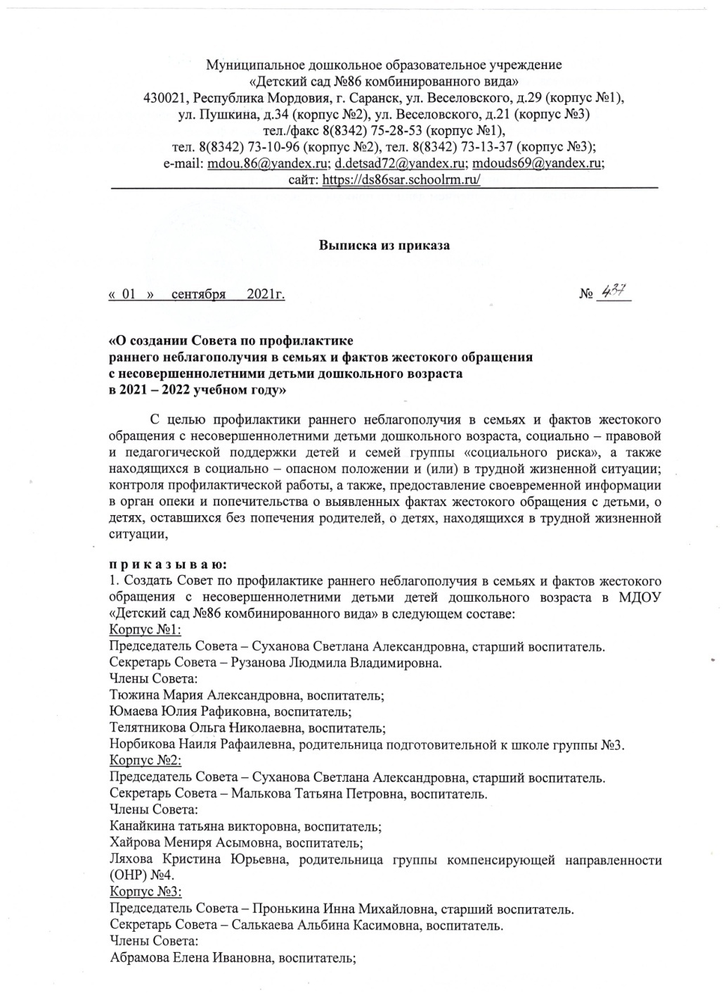 Муниципальное дошкольное образовательное учреждение
«Детский сад №86 комбинированного вида»
430021, Республика Мордовия, г. Саранск, ул. Веселовского, д.29 (корпус №1),
ул. Пушкина, д.34 (корпус №2), ул. Веселовского, д.21 (корпус №3)
тел./факс 8(8342) 75-28-53 (корпус №1),
тел. 8(8342) 73-10-96 (корпус №2), тел. 8(8342) 73-13-37 (корпус №3);
e-mail: mdou.86@yandex.ru; d.detsad72@yandex.ru; mdouds69@yandex.ru;
сайт: https://ds86sar.schoolrm.ru/
Выписка из приказа
« 01 » сентября 2021г. № 437
«О создании Совета по профилактике
раннего неблагополучия в семьях и фактов жестокого обращения
с несовершеннолетними детьми дошкольного возраста
в 2021 – 2022 учебном году»
С целью профилактики раннего неблагополучия в семьях и фактов жестокого
обращения с несовершеннолетними детьми дошкольного возраста, социально – правовой
и педагогической поддержки детей и семей группы «социального риска», а также
находящихся в социально – опасном положении и (или) в трудной жизненной ситуации;
контроля профилактической работы, а также, предоставление своевременной информации
в орган опеки и попечительства о выявленных фактах жестокого обращения с детьми, о
детях, оставшихся без попечения родителей, о детях, находящихся в трудной жизненной
ситуации,
п р и к а з ы в а ю:
1. Создать Совет по профилактике раннего неблагополучия в семьях и фактов жестокого
обращения с несовершеннолетними детьми детей дошкольного возраста в МДОУ
«Детский сад №86 комбинированного вида» в следующем составе:
Корпус №1:
Председатель Совета – Суханова Светлана Александровна, старший воспитатель.
Секретарь Совета – Рузанова Людмила Владимировна.
Члены Совета:
Тюжина Мария Александровна, воспитатель;
Юмаева Юлия Рафиковна, воспитатель;
Телятникова Ольга Николаевна, воспитатель;
Норбикова Наиля Рафаилевна, родительница подготовительной к школе группы №3.
Корпус №2:
Председатель Совета – Суханова Светлана Александровна, старший воспитатель.
Секретарь Совета – Малькова Татьяна Петровна, воспитатель.
Члены Совета:
Канайкина татьяна викторовна, воспитатель;
Хайрова Мениря Асымовна, воспитатель;
Ляхова Кристина Юрьевна, родительница группы компенсирующей направленности
(ОНР) №4.
Корпус №3:
Председатель Совета – Пронькина Инна Михайловна, старший воспитатель.
Секретарь Совета – Салькаева Альбина Касимовна, воспитатель.
Члены Совета:
Абрамова Елена Ивановна, воспитатель;